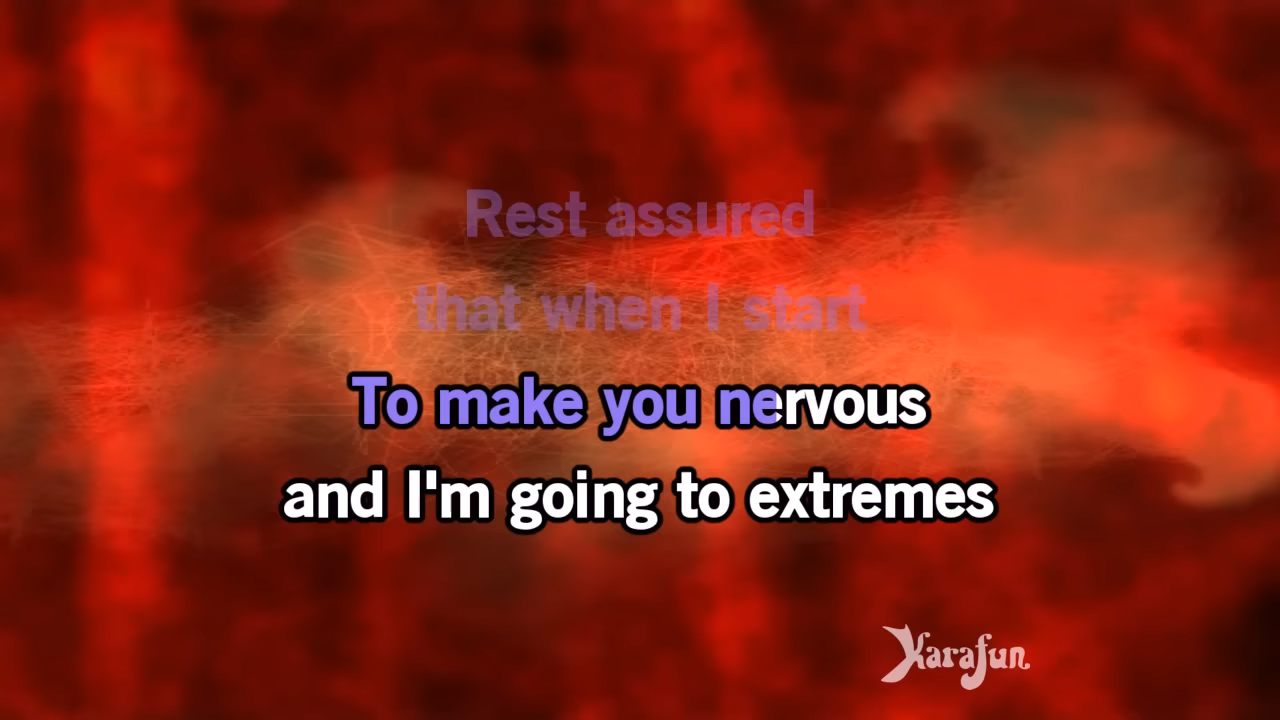 Rest assured
that when I start
To make you nervous
and I'm going to extremes
Karafun